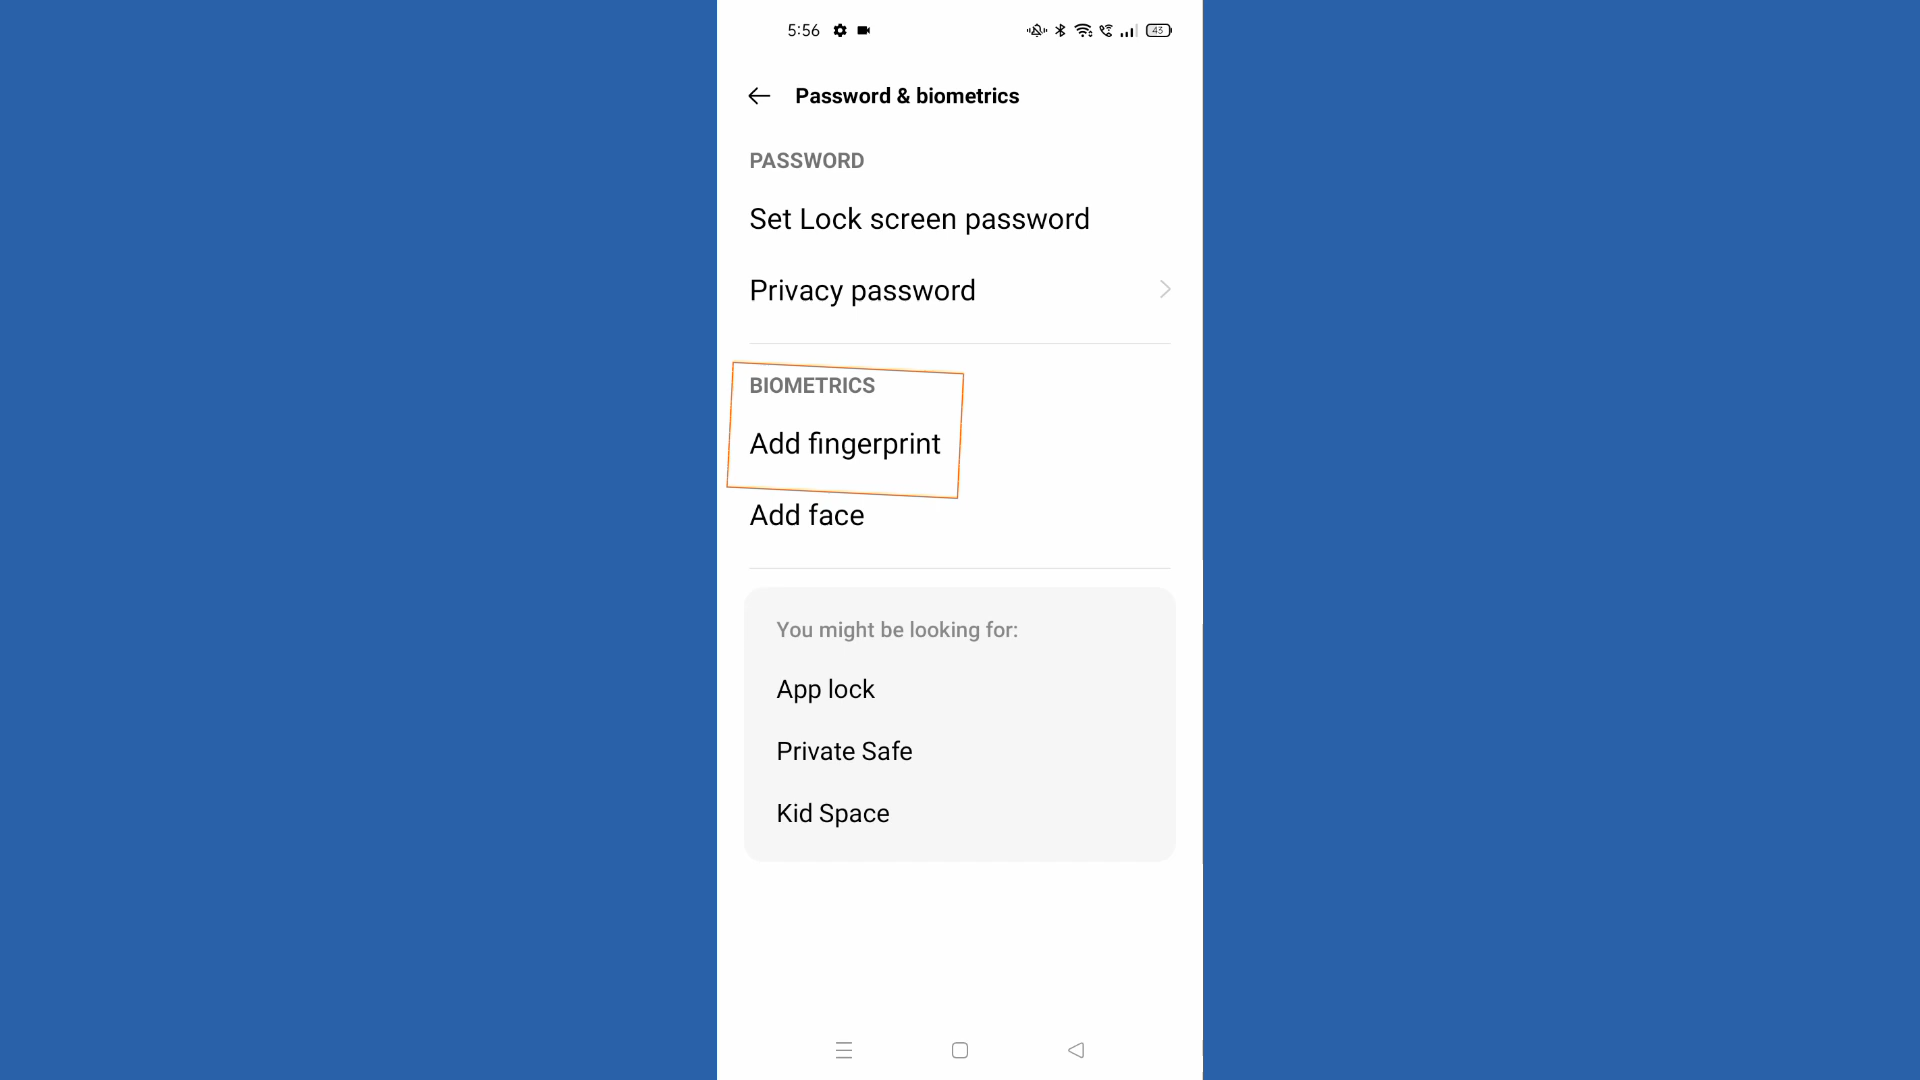 5:56 43
Password & biometrics
PASSWORD
Set Lock screen password
Privacy password
BIOMETRICS
Add fingerprint
Add face
You might be looking for:
App lock
Private Safe
Kid Space